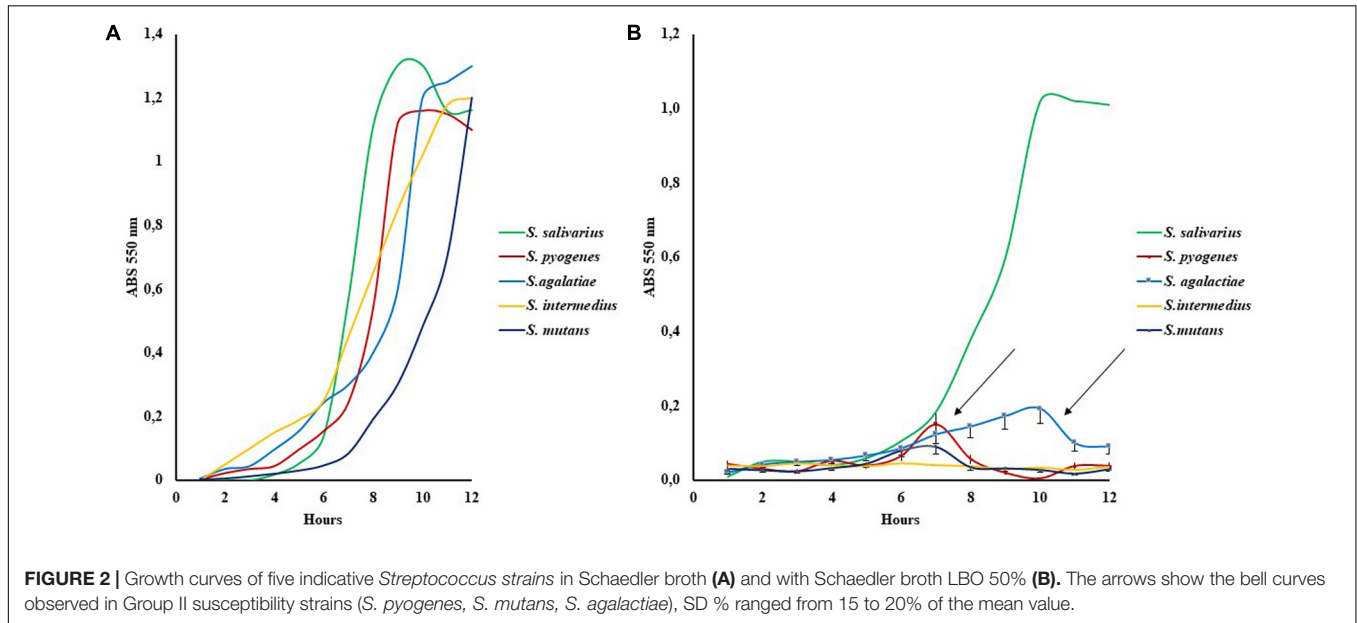 A
1,4
1,2
1
0,8
0,6
0,4
0,2
0
ABS 550 nm
0 2 4 6 8 10 12
Hours
S. salivarius
S. pyogenes
S.agalatiae
S. intermedius
S. mutans
B
1,2
1,0
0,8
0,6
0,4
0,2
0,0
ABS 550 nm
0 2 4 6 8 10 12
Hours
S. salivarius
S. pyogenes
S. agalactiae
S.intermedius
S.mutans
FIGURE 2 | Growth curves of five indicative Streptococcus strains in Schaedler broth (A) and with Schaedler broth LBO 50% (B). The arrows show the bell curves
observed in Group II susceptibility strains (S. pyogenes, S. mutans, S. agalactiae), SD % ranged from 15 to 20% of the mean value.